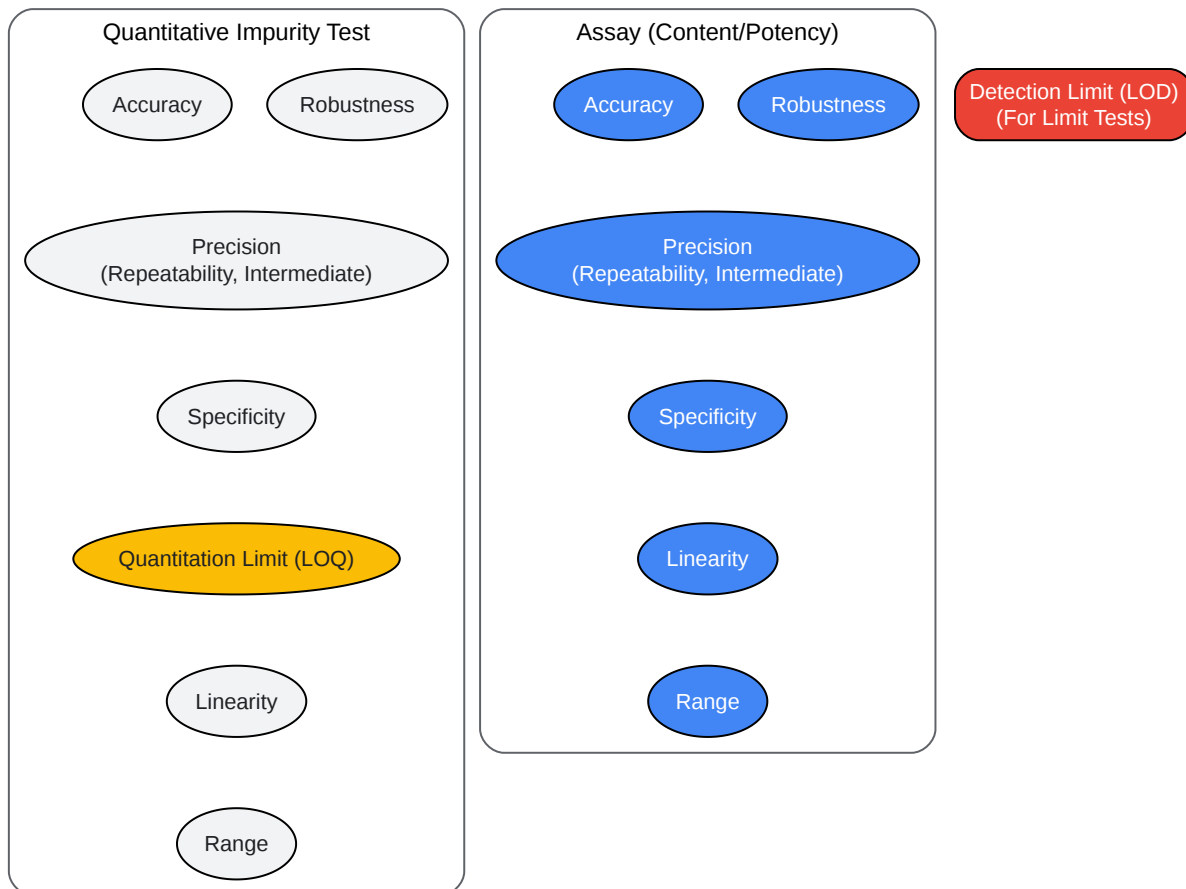 Quantitative Impurity Test
Accuracy
Robustness
Precision
(Repeatability, Intermediate)
Specificity
Quantitation Limit (LOQ)
Linearity
Range
Assay (Content/Potency)
Accuracy
Robustness
Precision
(Repeatability, Intermediate)
Specificity
Linearity
Range
Detection Limit (LOD)
(For Limit Tests)